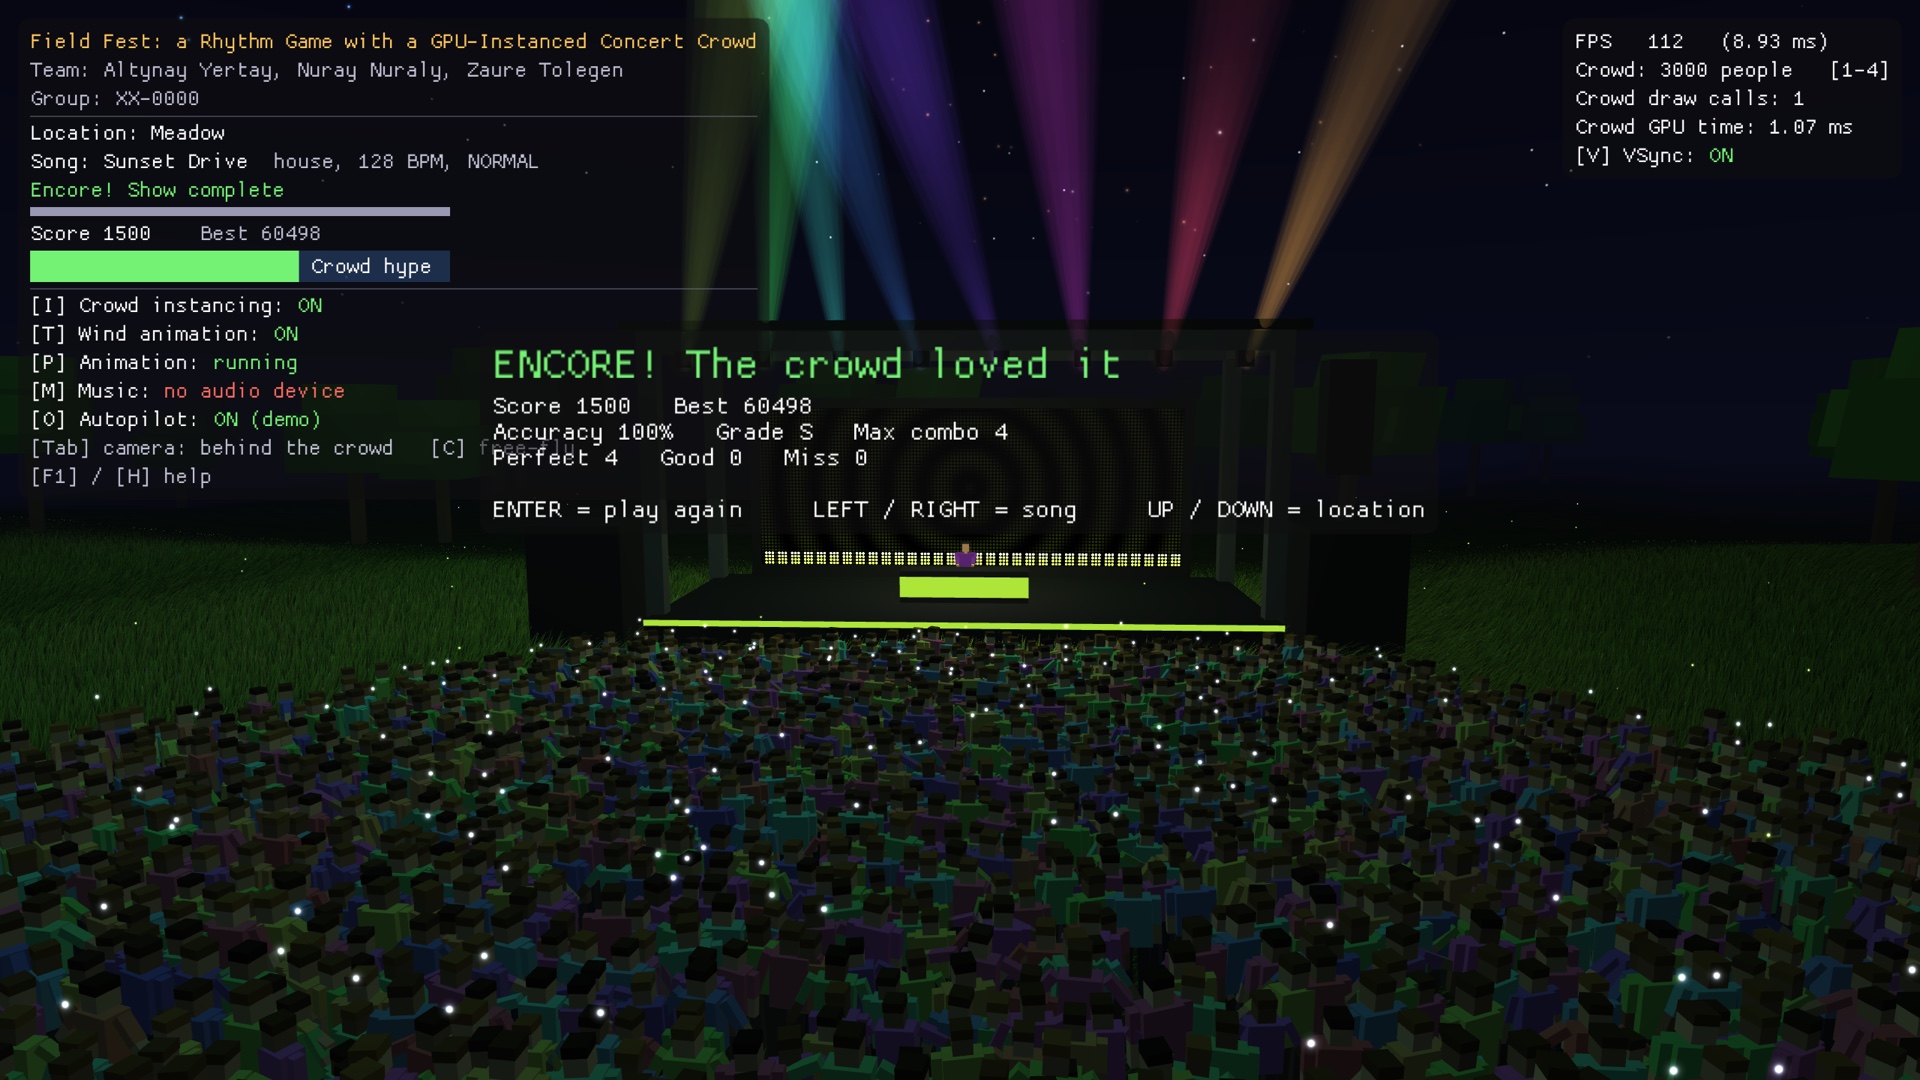 Field Fest: a Rhythm Game with a GPU-Instanced Concert Crowd
Team: Altynay Yertay, Nuray Nuraly, Zaure Tolegen
Group: XX-0000
Location: Meadow
Song: Sunset Drive house, 128 BPM, NORMAL
Encore! Show complete
Score 1500 Best 60498
Crowd hype
[I] Crowd instancing: ON
[T] Wind animation: ON
[P] Animation: running
[M] Music: no audio device
[O] Autopilot: ON (demo)
[Tab] camera: behind the crowd [C] free-fly
[F1] / [H] help
FPS 112 (8.93 ms)
Crowd: 3000 people [1-4]
Crowd draw calls: 1
Crowd GPU time: 1.07 ms
[V] VSync: ON
ENCORE! The crowd loved it
Score 1500 Best 60498
Accuracy 100% Grade S Max combo 4
Perfect 4 Good 0 Miss 0
ENTER = play again LEFT / RIGHT = song UP / DOWN = location